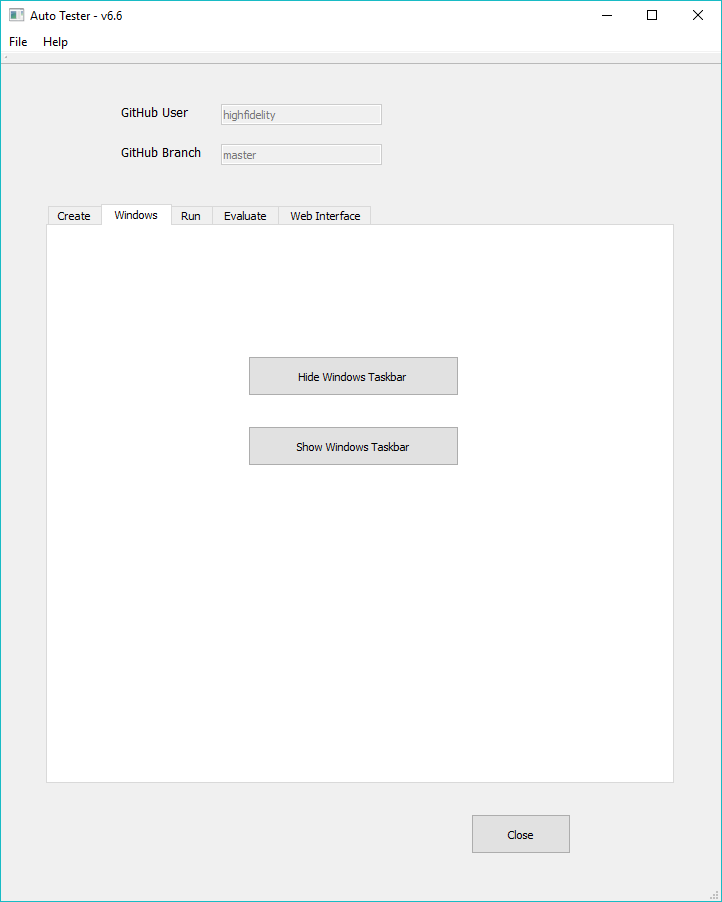 Auto Tester - v6.6
File Help
GitHub User highfidelity
GitHub Branch master
Create Windows Run Evaluate Web Interface
Hide Windows Taskbar
Show Windows Taskbar
Close